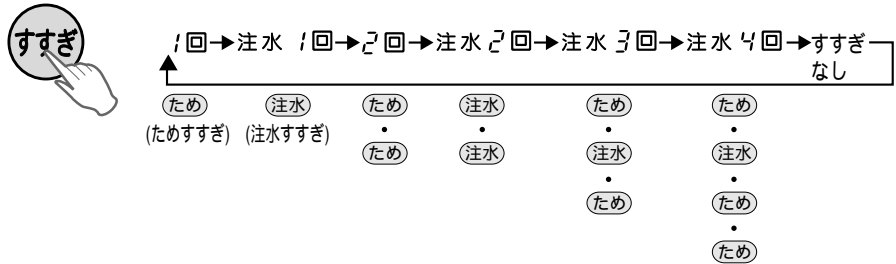 すすぎ
1回→注水 1回→2回→注水 2回→注水 3回→注水 4回→すすぎ
なし
ため 注水 ため 注水 ため ため
(ためすすぎ) (注水すすぎ) ・ ・ ・ ・
ため 注水 注水 注水
・ ・
ため ため
・
ため